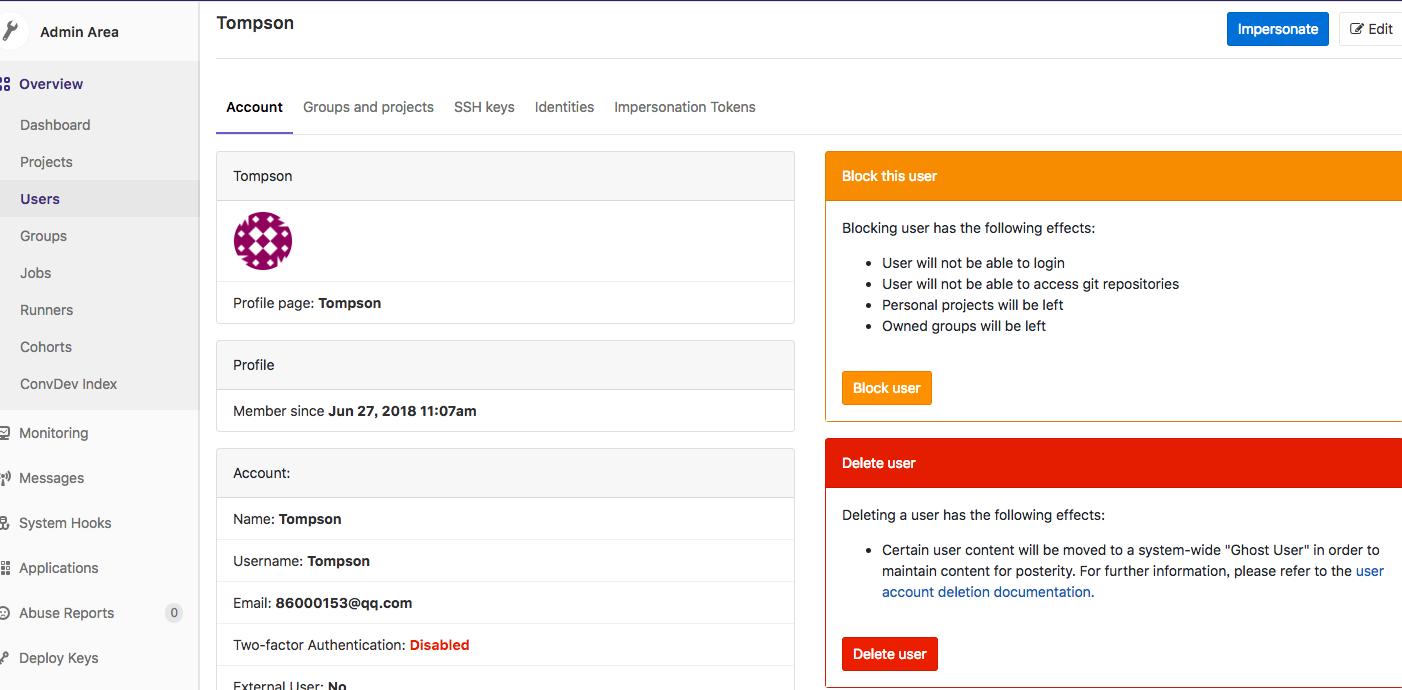 Admin Area
Overview
Dashboard
Projects
Users
Groups
Jobs
Runners
Cohorts
ConvDev Index
Monitoring
Messages
System Hooks
Applications
Abuse Reports 0
Deploy Keys
Tompson
Impersonate
Edit
Account Groups and projects SSH keys Identities Impersonation Tokens
Tompson
Profile page: Tompson
Profile
Member since Jun 27, 2018 11:07am
Account:
Name: Tompson
Username: Tompson
Email: 86000153@qq.com
Two-factor Authentication: Disabled
External User: No
Block this user
Blocking user has the following effects:
User will not be able to login
User will not be able to access git repositories
Personal projects will be left
Owned groups will be left
Block user
Delete user
Deleting a user has the following effects:
Certain user content will be moved to a system-wide "Ghost User" in order to
maintain content for posterity. For further information, please refer to the user
account deletion documentation.
Delete user